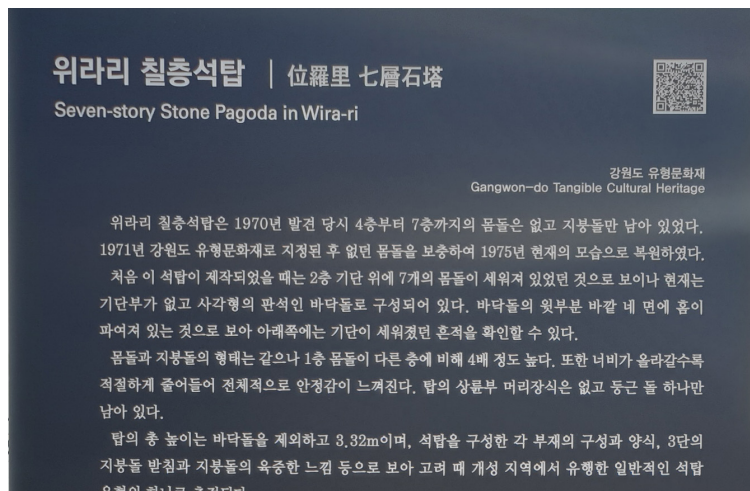 위라리 칠층석탑 | 位羅里 七層石塔
Seven-story Stone Pagoda in Wira-ri
강원도 유형문화재
Gangwon-do Tangible Cultural Heritage
위라리 칠층석탑은 1970년 발견 당시 4층부터 7층까지의 몸돌은 없고 지붕돌만 남아 있었다.
1971년 강원도 유형문화재로 지정된 후 없던 몸돌을 보충하여 1975년 현재의 모습으로 복원하였다.
처음 이 석탑이 제작되었을 때는 2층 기단 위에 7개의 몸돌이 세워져 있었던 것으로 보이나 현재는
기단부가 없고 사각형의 판석인 바닥돌로 구성되어 있다. 바닥돌의 윗부분 바깥 네 면에 홈이
파여져 있는 것으로 보아 아래쪽에는 기단이 세워졌던 흔적을 확인할 수 있다.
몸돌과 지붕돌의 형태는 같으나 1층 몸돌이 다른 층에 비해 4배 정도 높다. 또한 너비가 올라갈수록
적절하게 줄어들어 전체적으로 안정감이 느껴진다. 탑의 상륜부 머리장식은 없고 둥근 돌 하나만
남아 있다.
탑의 총 높이는 바닥돌을 제외하고 3.32m이며, 석탑을 구성한 각 부재의 구성과 양식, 3단의
지붕돌 받침과 지붕돌의 육중한 느낌 등으로 보아 고려 때 개성 지역에서 유행한 일반적인 석탑